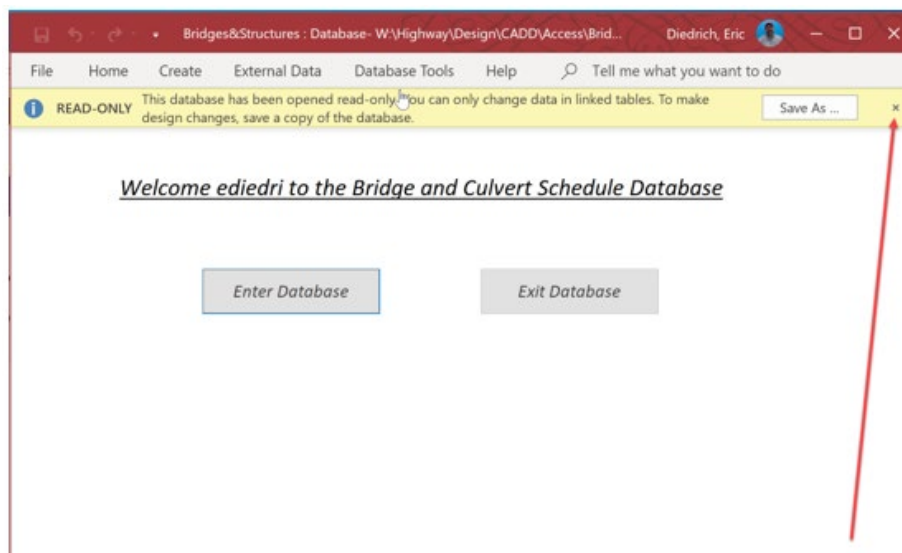 Bridges&Structures : Database- W:\Highway\Design\CADD\Access\Brid... Diedrich, Eric
File Home Create External Data Database Tools Help Tell me what you want to do
READ-ONLY This database has been opened read-only. You can only change data in linked tables. To make
design changes, save a copy of the database.
Save As ...
Welcome ediedri to the Bridge and Culvert Schedule Database
Enter Database Exit Database